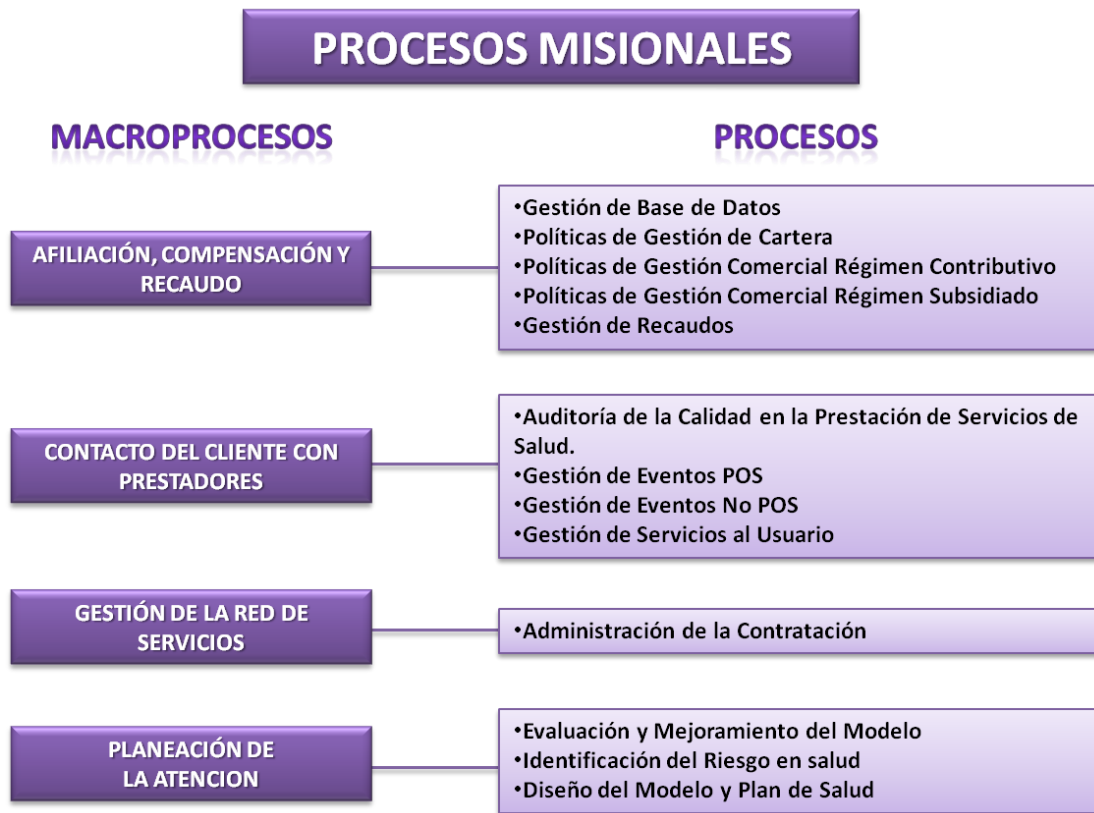 PROCESOS MISIONALES
MACROPROCESOS
PROCESOS
AFILIACIÓN, COMPENSACIÓN Y
RECAUDO
•Gestión de Base de Datos
•Políticas de Gestión de Cartera
•Políticas de Gestión Comercial Régimen Contributivo
•Políticas de Gestión Comercial Régimen Subsidiado
•Gestión de Recaudos
CONTACTO DEL CLIENTE CON
PRESTADORES
•Auditoría de la Calidad en la Prestación de Servicios de
Salud.
•Gestión de Eventos POS
•Gestión de Eventos No POS
•Gestión de Servicios al Usuario
GESTIÓN DE LA RED DE
SERVICIOS
•Administración de la Contratación
PLANEACIÓN DE
LA ATENCION
•Evaluación y Mejoramiento del Modelo
•Identificación del Riesgo en salud
•Diseño del Modelo y Plan de Salud